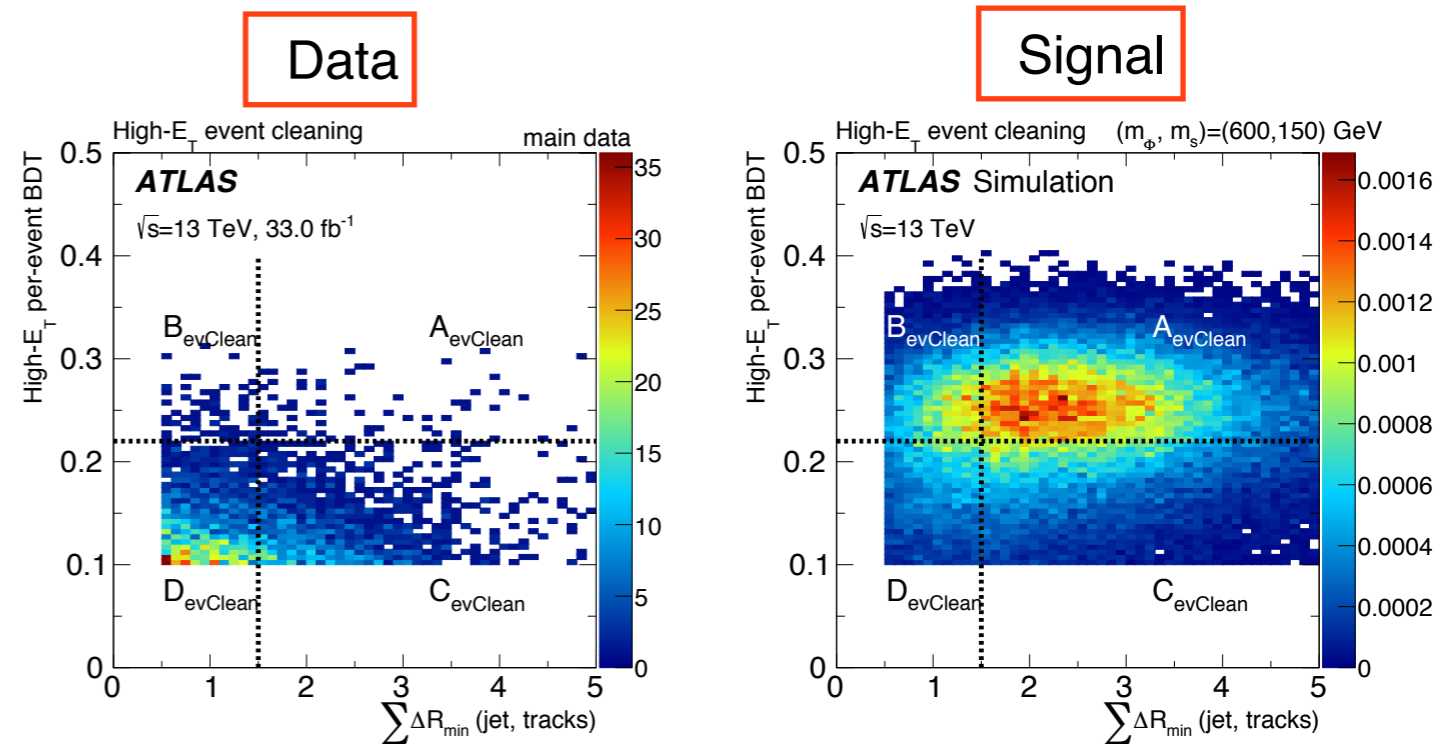 Data
High-E_T event cleaning
main data
ATLAS
√s=13 TeV, 33.0 fb⁻¹
B_evClean
A_evClean
D_evClean
C_evClean
High-E_T per-event BDT
0.5
0.4
0.3
0.2
0.1
0
0 1 2 3 4 5
∑ ΔR_min (jet, tracks)
35
30
25
20
15
10
5
0
Signal
High-E_T event cleaning (m_Φ, m_s)=(600,150) GeV
ATLAS Simulation
√s=13 TeV
B_evClean
A_evClean
D_evClean
C_evClean
High-E_T per-event BDT
0.5
0.4
0.3
0.2
0.1
0
0 1 2 3 4 5
∑ ΔR_min (jet, tracks)
0.0016
0.0014
0.0012
0.001
0.0008
0.0006
0.0004
0.0002
0